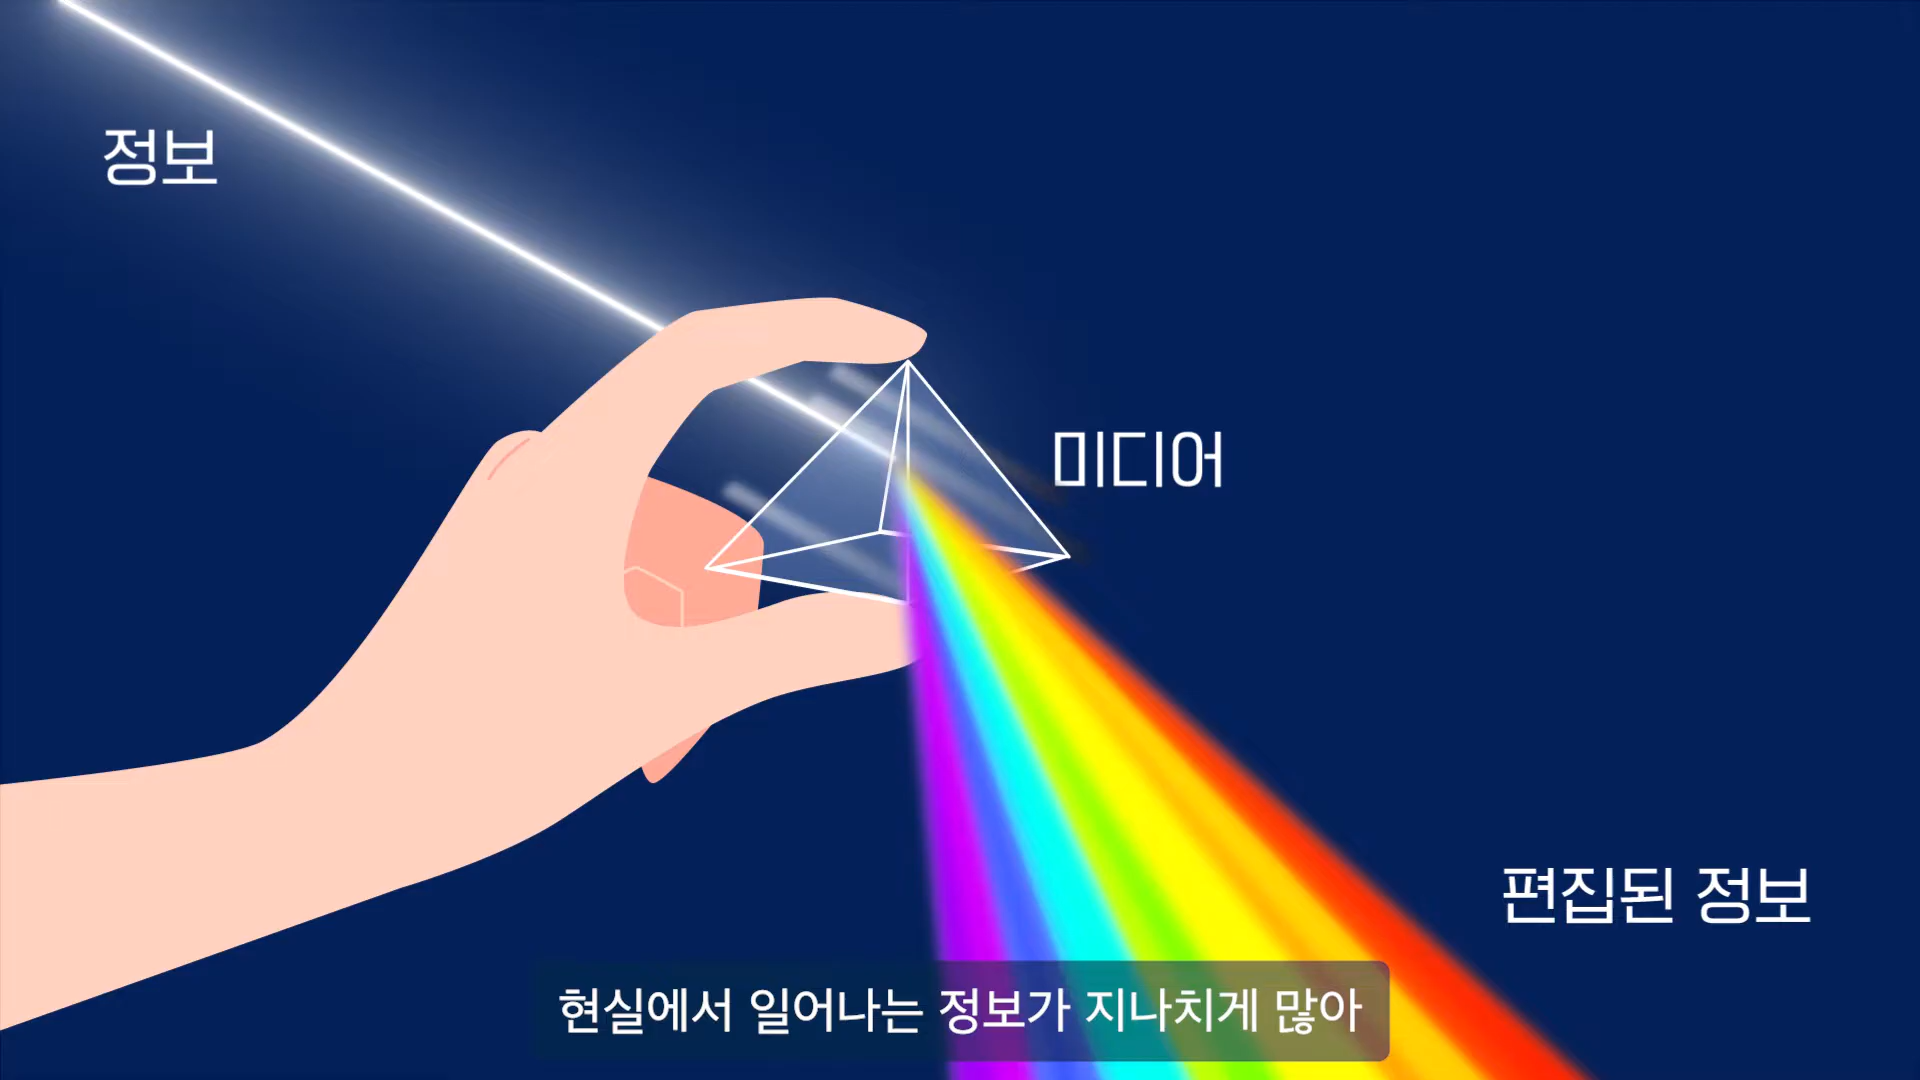 정보
미디어
편집된 정보
현실에서 일어나는 정보가 지나치게 많아